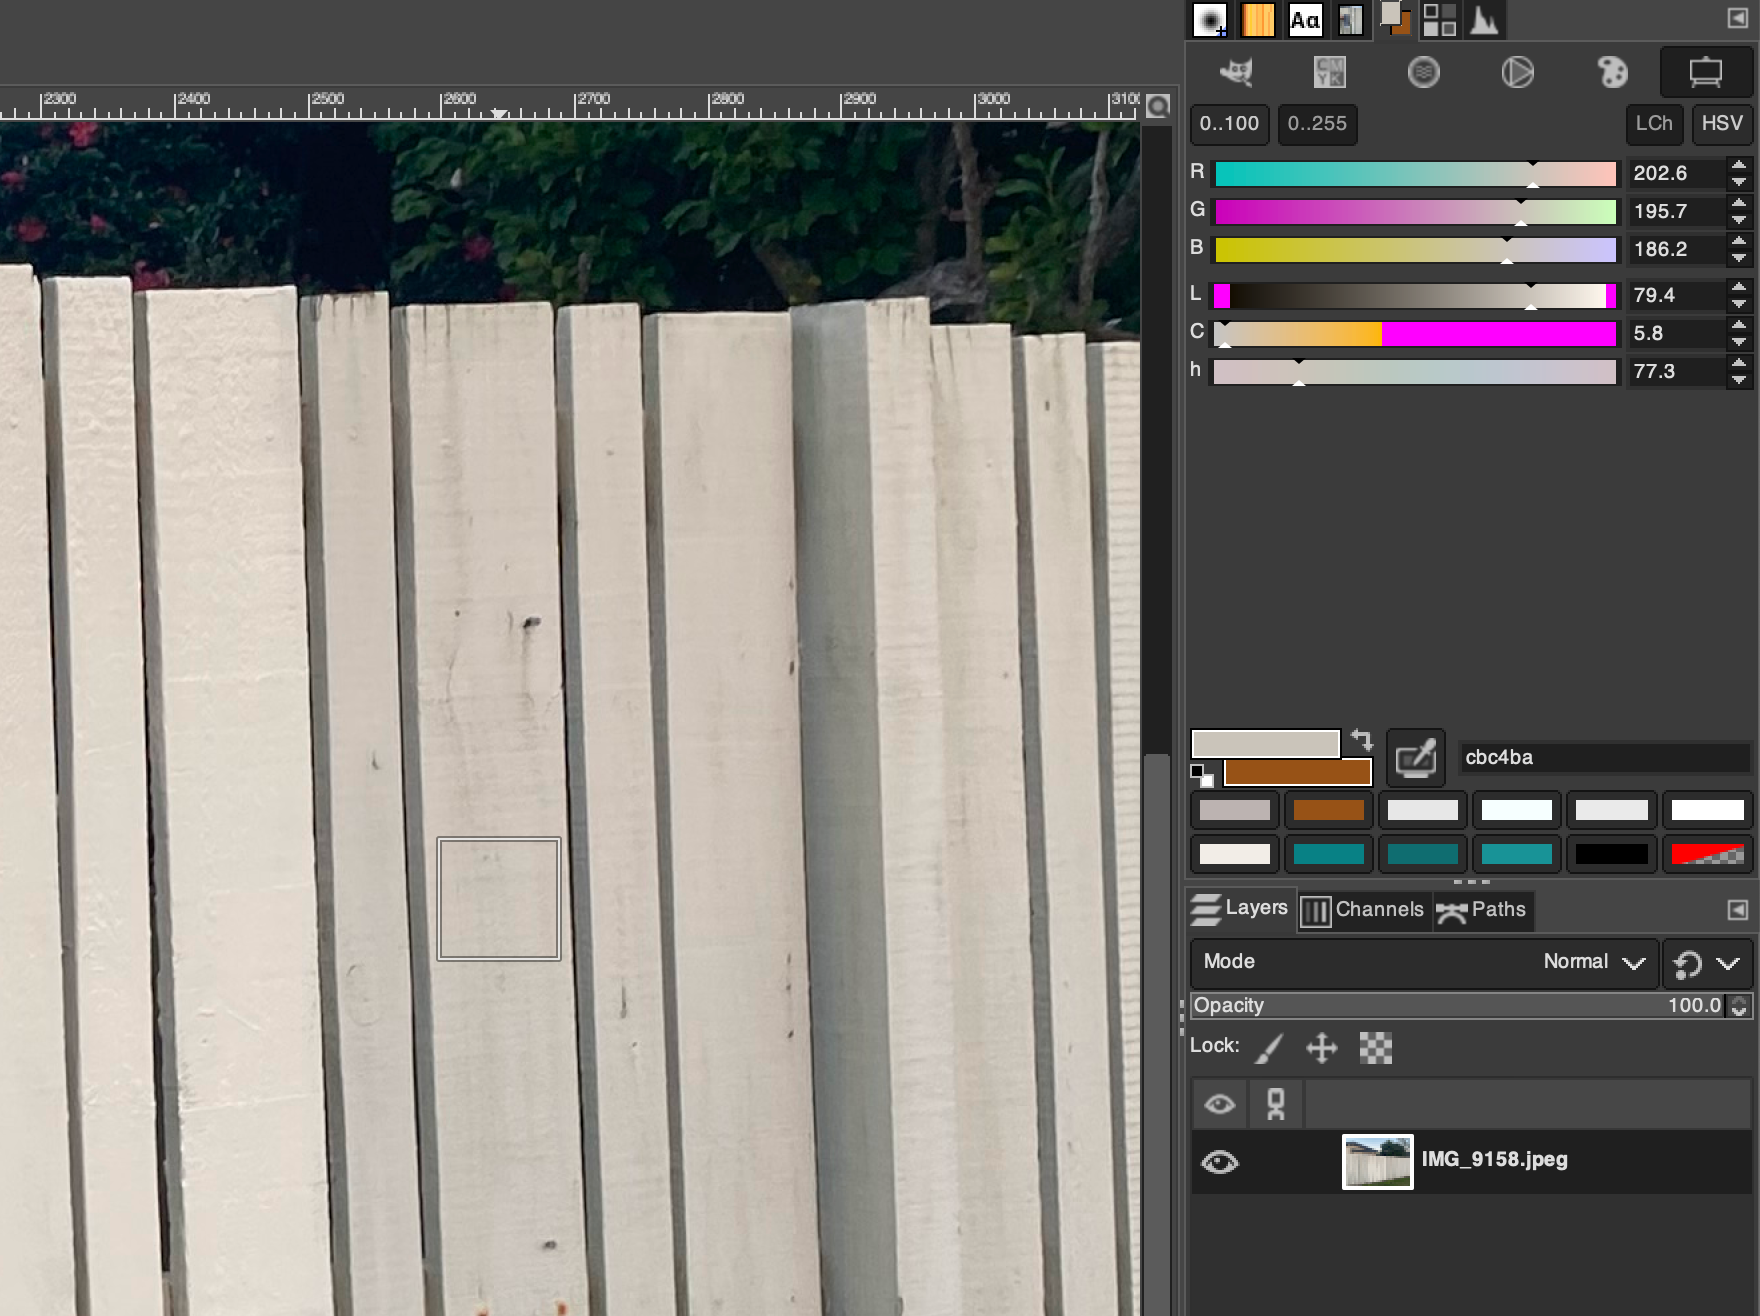 Aa
2300 2400 2500 2600 2700 2800 2900 3000 3100
CMYK
0..100 0..255 LCh HSV
R 202.6
G 195.7
B 186.2
L 79.4
C 5.8
h 77.3
cbc4ba
Layers Channels Paths
Mode Normal
Opacity 100.0
Lock:
IMG_9158.jpeg